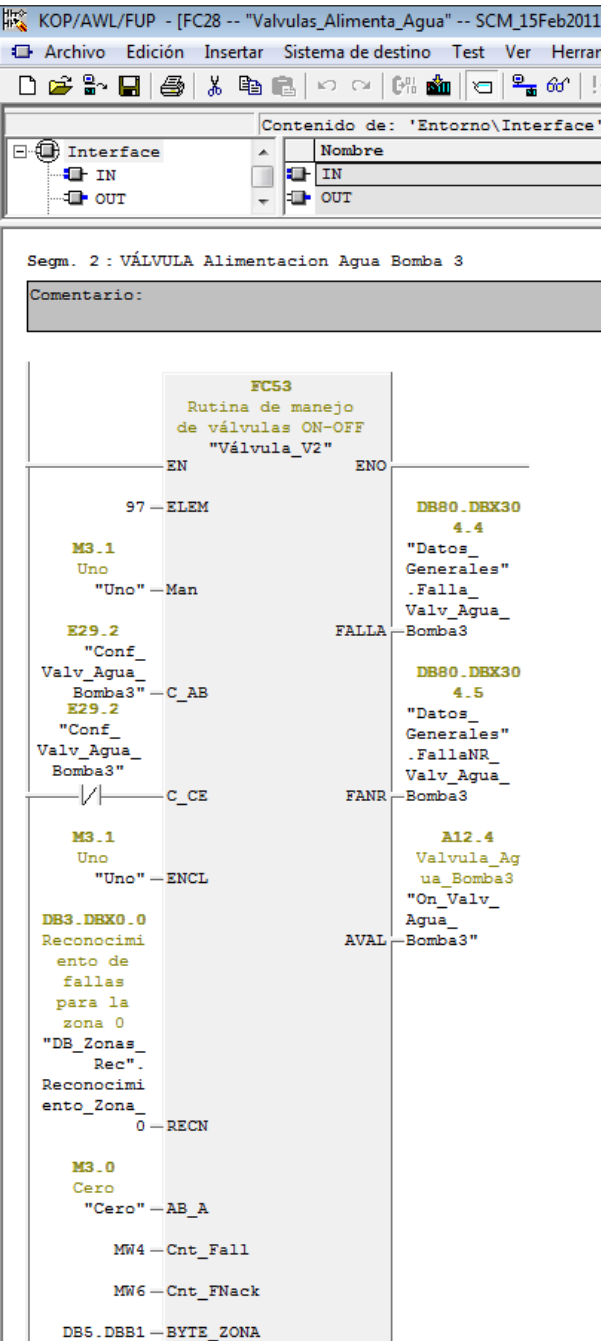 KOP/AWL/FUP - [FC28 -- "Valvulas_Alimenta_Agua" -- SCM_15Feb2011
Archivo Edición Insertar Sistema de destino Test Ver Herrar
Contenido de: 'Entorno\Interface'
Interface
IN
OUT
Nombre
IN
OUT
Segm. 2 : VÁLVULA Alimentacion Agua Bomba 3
Comentario:
FC53
Rutina de manejo
de válvulas ON-OFF
"Válvula_V2"
EN ENO
97 ELEM
M3.1
Uno
"Uno" Man
E29.2
"Conf_
Valv_Agua_
Bomba3" C_AB
E29.2
"Conf_
Valv_Agua_
Bomba3"
C_CE
M3.1
Uno
"Uno" ENCL
DB3.DBX0.0
Reconocimi
ento de
fallas
para la
zona 0
"DB_Zonas_
Rec".
Reconocimi
ento_Zona_
0 RECN
M3.0
Cero
"Cero" AB_A
MW4 Cnt_Fall
MW6 Cnt_FNack
DB5.DBB1 BYTE_ZONA
DB80.DBX30
4.4
"Datos_
Generales"
.Falla_
Valv_Agua_
FALLA Bomba3
DB80.DBX30
4.5
"Datos_
Generales"
.FallaNR_
Valv_Agua_
FANR Bomba3
A12.4
Valvula_Ag
ua_Bomba3
"On_Valv_
Agua_
AVAL Bomba3"